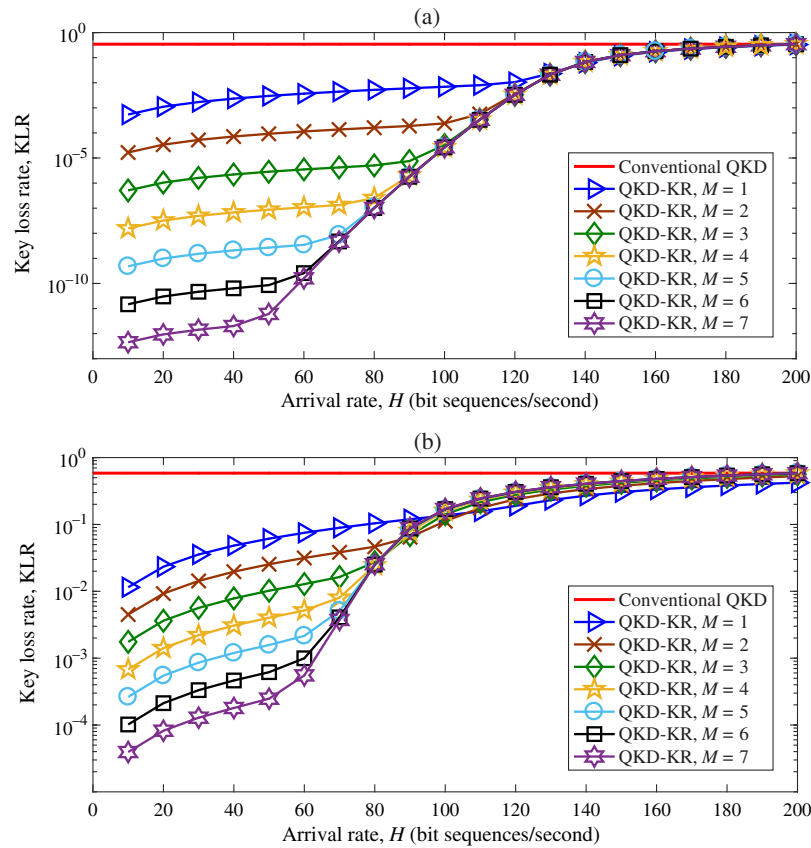 (a)
10^0
10^-5
10^-10
Key loss rate, KLR
Conventional QKD
QKD-KR, M = 1
QKD-KR, M = 2
QKD-KR, M = 3
QKD-KR, M = 4
QKD-KR, M = 5
QKD-KR, M = 6
QKD-KR, M = 7
0 20 40 60 80 100 120 140 160 180 200
Arrival rate, H (bit sequences/second)
(b)
10^0
10^-1
10^-2
10^-3
10^-4
Key loss rate, KLR
Conventional QKD
QKD-KR, M = 1
QKD-KR, M = 2
QKD-KR, M = 3
QKD-KR, M = 4
QKD-KR, M = 5
QKD-KR, M = 6
QKD-KR, M = 7
0 20 40 60 80 100 120 140 160 180 200
Arrival rate, H (bit sequences/second)